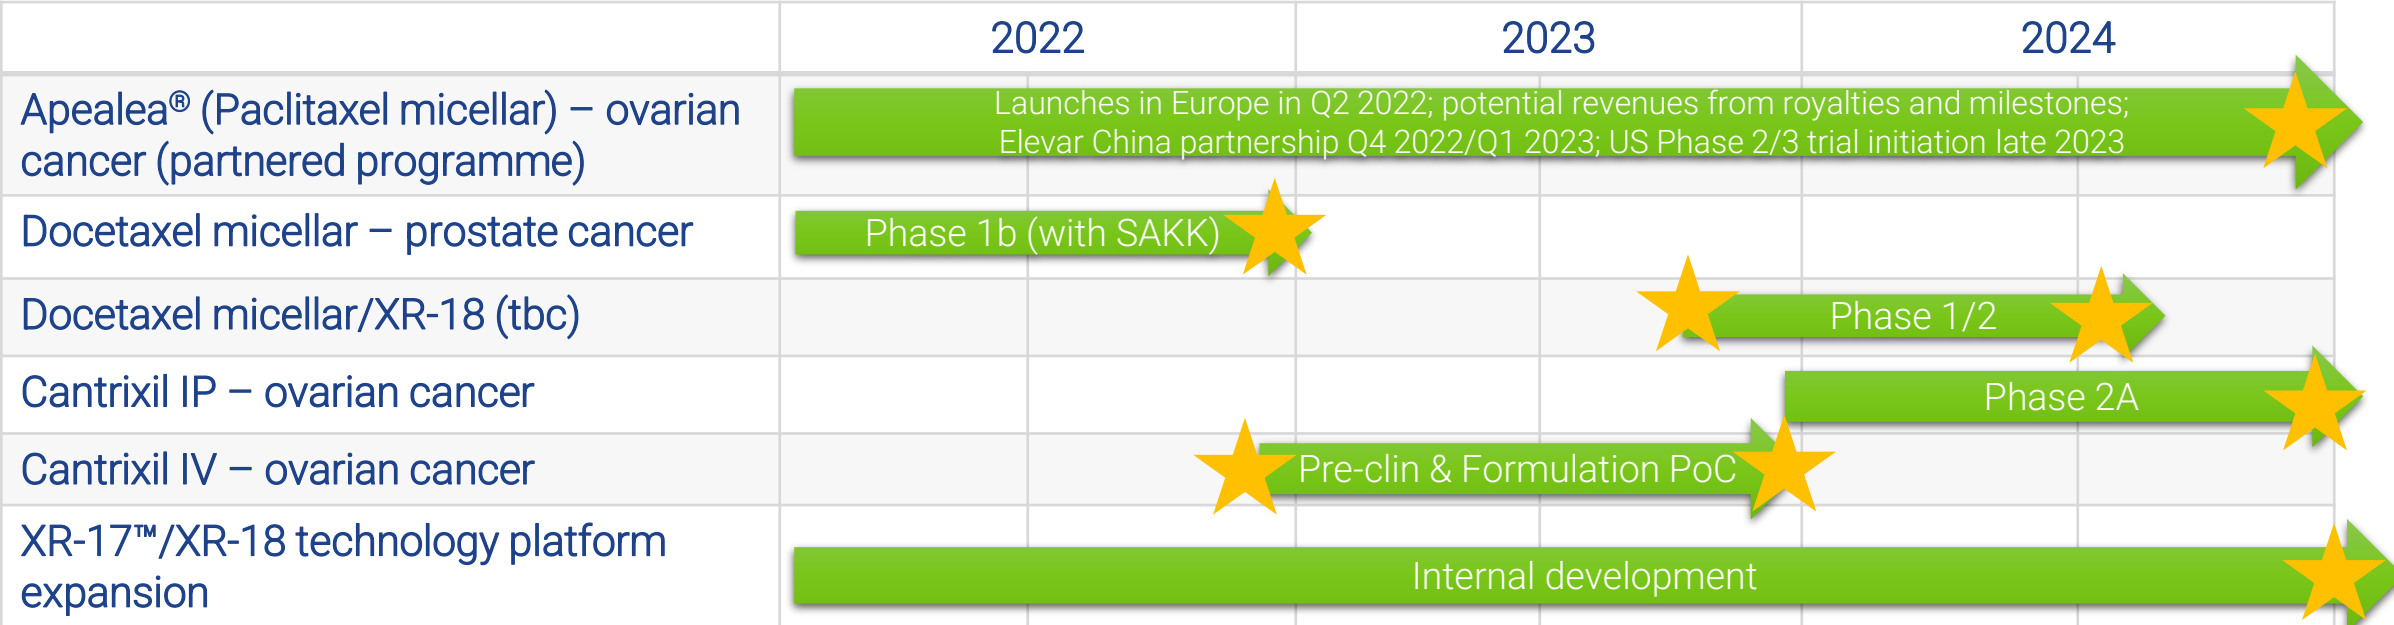 2022 2023 2024
Apealea® (Paclitaxel micellar) – ovarian
cancer (partnered programme)
Launches in Europe in Q2 2022; potential revenues from royalties and milestones;
Elevar China partnership Q4 2022/Q1 2023; US Phase 2/3 trial initiation late 2023
Docetaxel micellar – prostate cancer
Phase 1b (with SAKK)
Docetaxel micellar/XR-18 (tbc)
Phase 1/2
Cantrixil IP – ovarian cancer
Phase 2A
Cantrixil IV – ovarian cancer
Pre-clin & Formulation PoC
XR-17™/XR-18 technology platform
expansion
Internal development